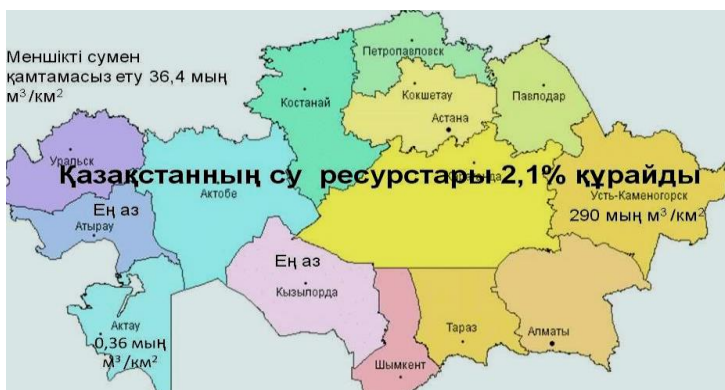 Меншікті сумен
қамтамасыз ету 36,4 мың
м³/км²
Петропавловск
Костанай
Кокшетау
Павлодар
Астана
Уральск
Қазақстанның су ресурстары 2,1% құрайды
Актобе
Усть-Каменогорск
290 мың м³/км²
Ең аз
Атырау
Ең аз
Кызылорда
Актау
0,36 мың
м³/км²
Тараз
Алматы
Шымкент